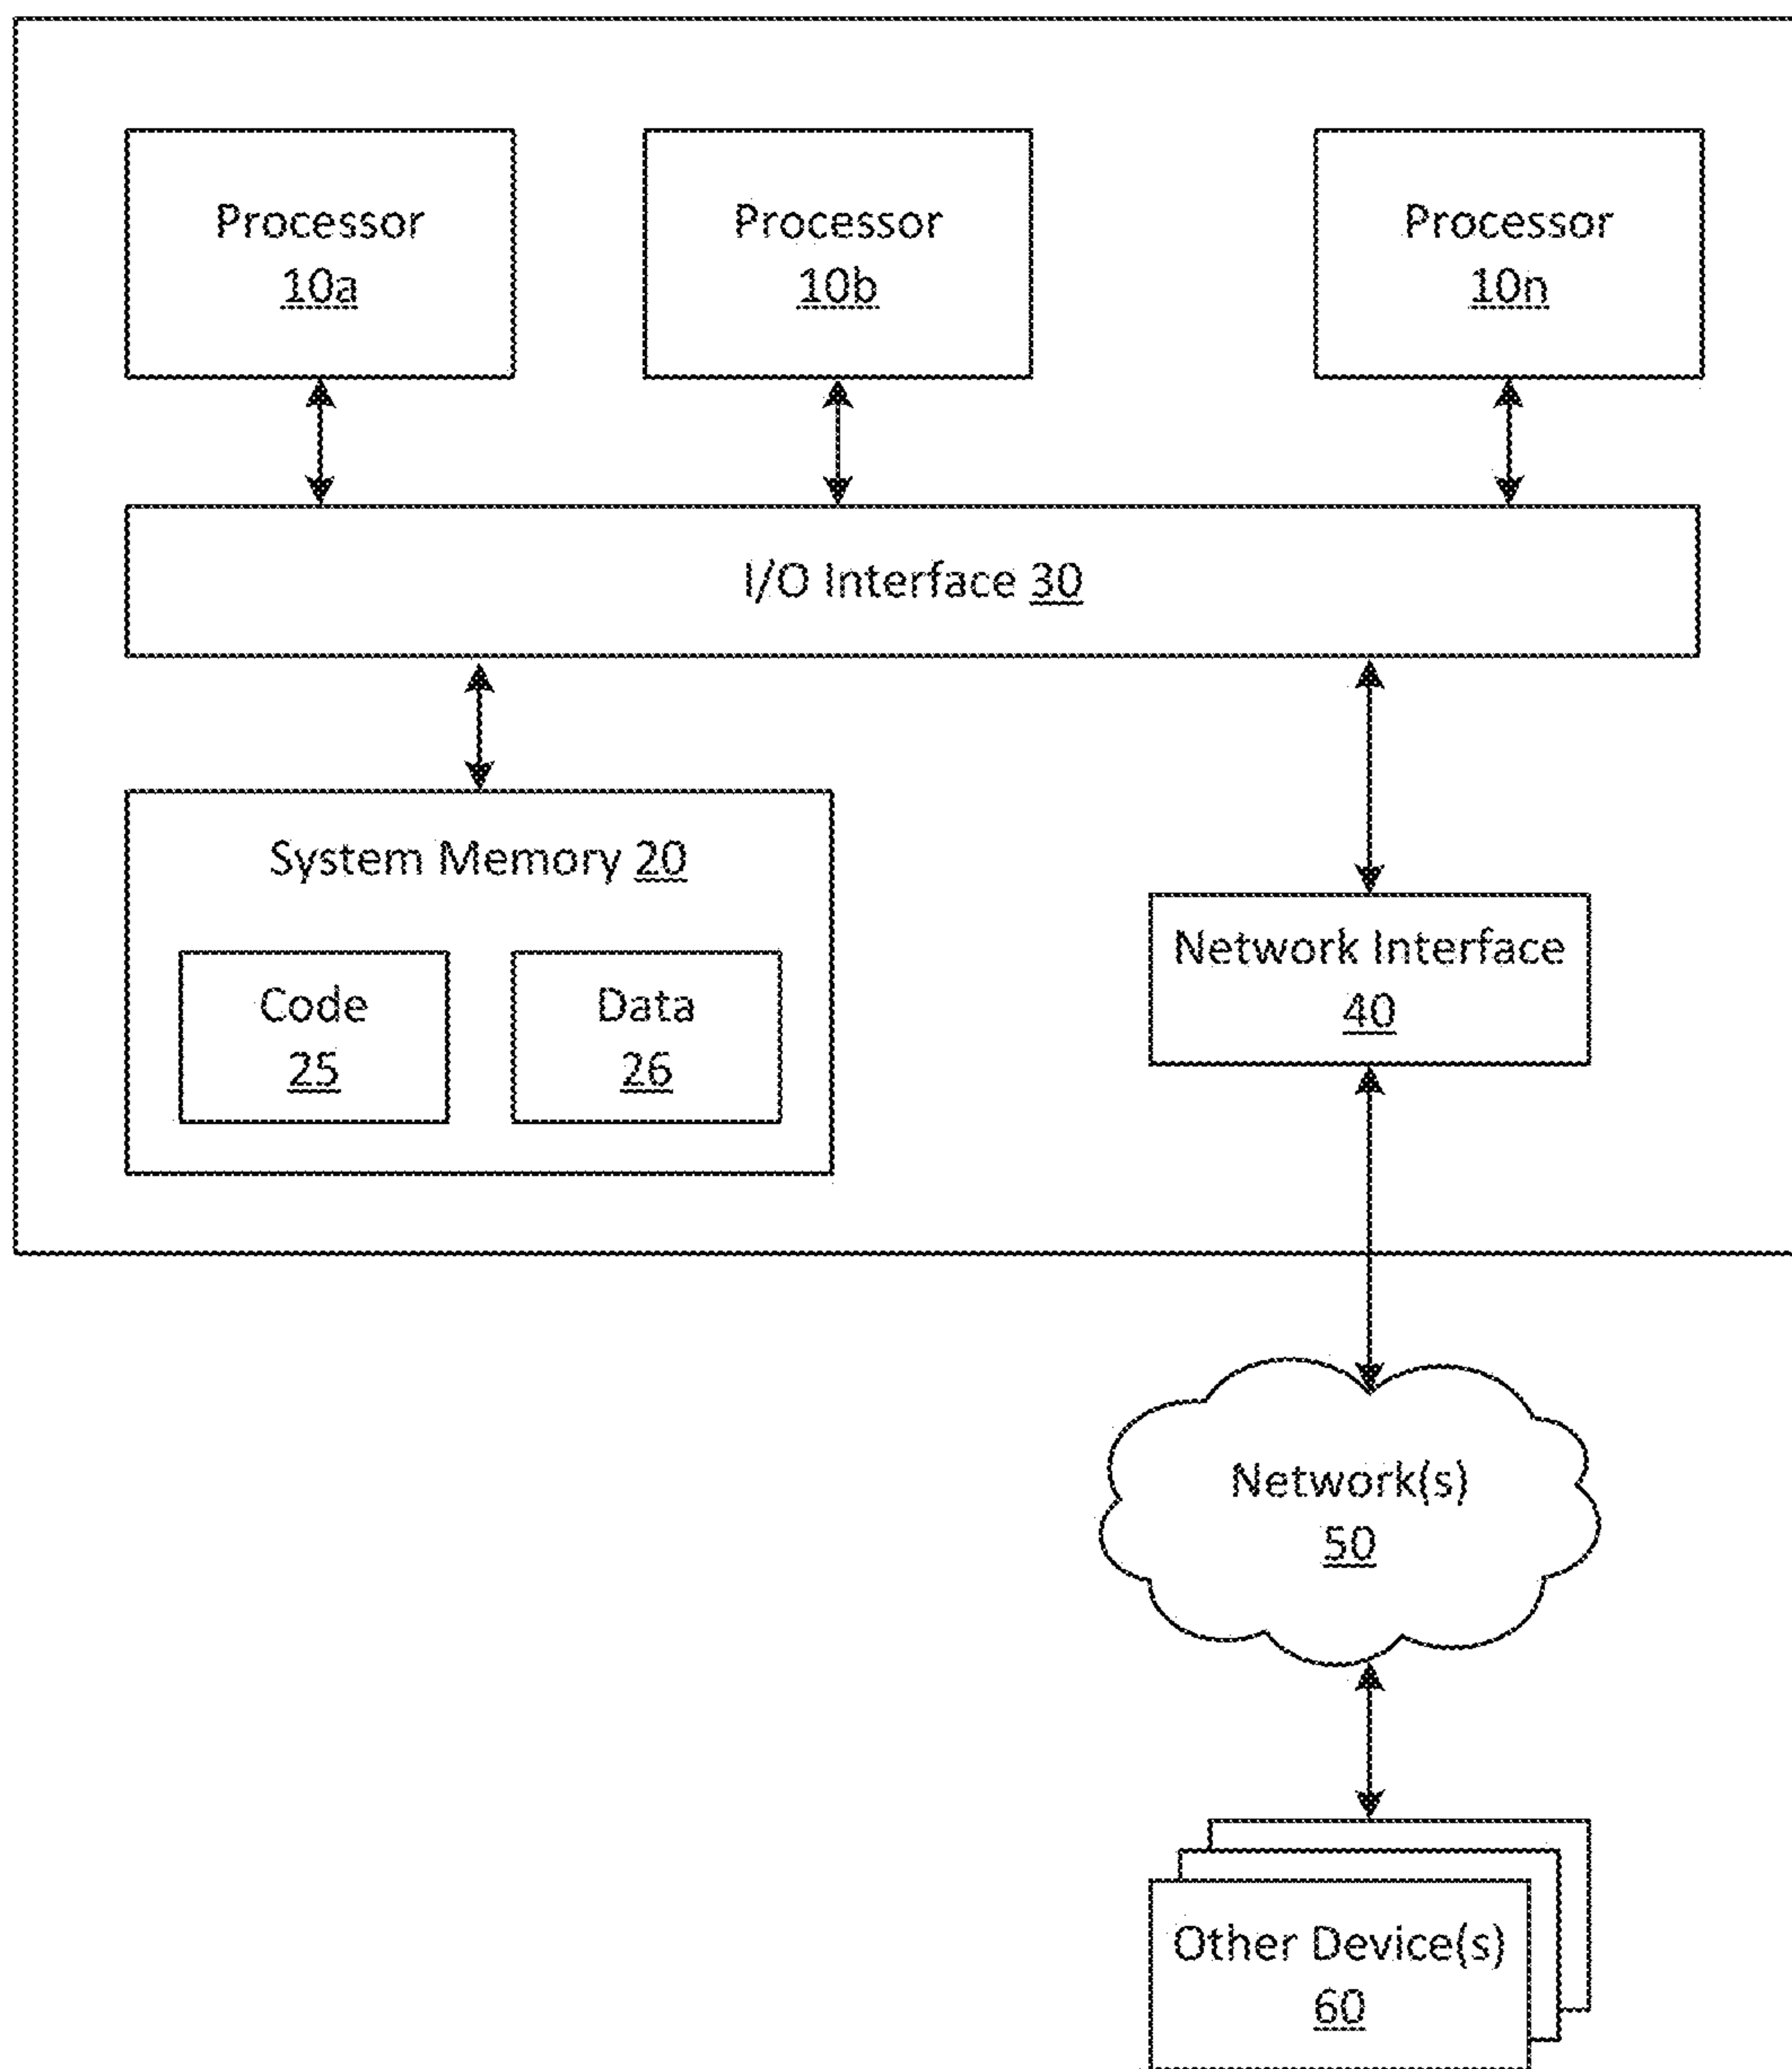 Processor
10a
Processor
10b
Processor
10n
I/O Interface 30
System Memory 20
Code
25
Data
26
Network Interface
40
Network(s)
50
Other Device(s)
60